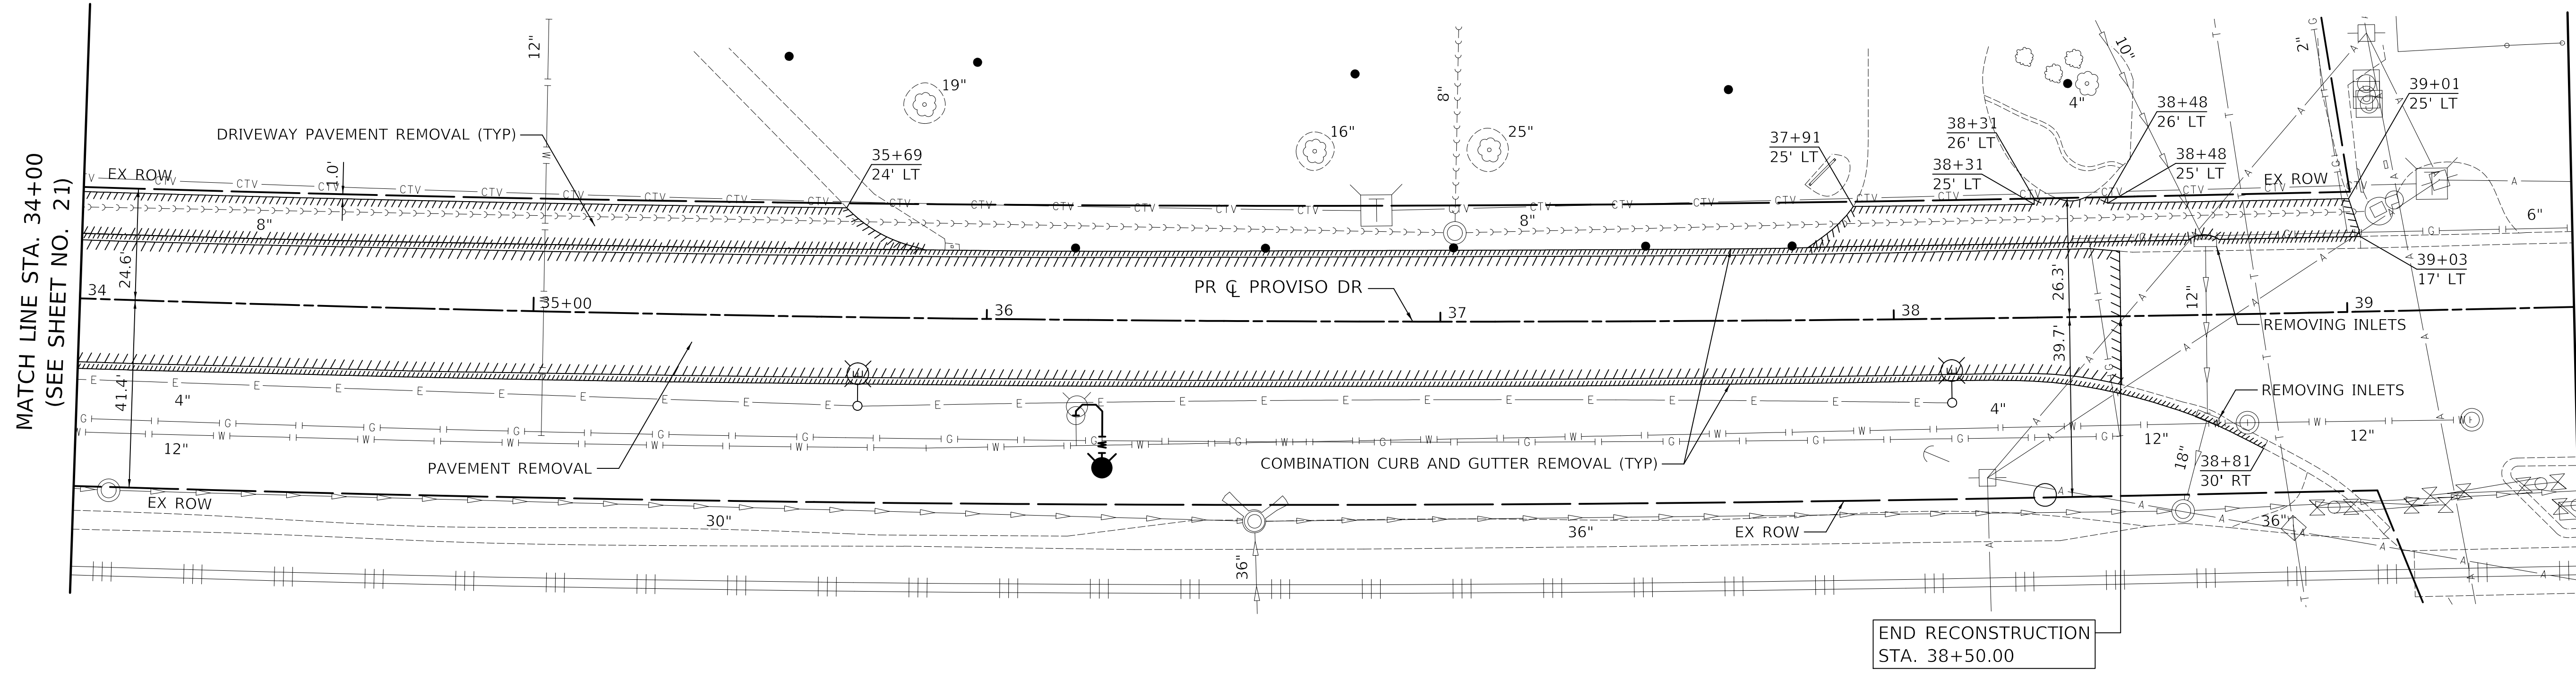 MATCH LINE STA. 34+00
(SEE SHEET NO. 21)
DRIVEWAY PAVEMENT REMOVAL (TYP)
12"
19"
16"
8"
25"
4"
10"
2"
EX ROW
1.0'
35+69
24' LT
37+91
25' LT
38+31
26' LT
38+31
25' LT
38+48
26' LT
38+48
25' LT
39+01
25' LT
EX ROW
8"
8"
6"
24.6'
34
35+00
36
37
38
39
PR CL PROVISO DR
26.3'
39.7'
12"
39+03
17' LT
REMOVING INLETS
REMOVING INLETS
41.4'
4"
4"
12"
12"
12"
18"
PAVEMENT REMOVAL
COMBINATION CURB AND GUTTER REMOVAL (TYP)
38+81
30' RT
EX ROW
30"
36"
36"
36"
EX ROW
END RECONSTRUCTION
STA. 38+50.00